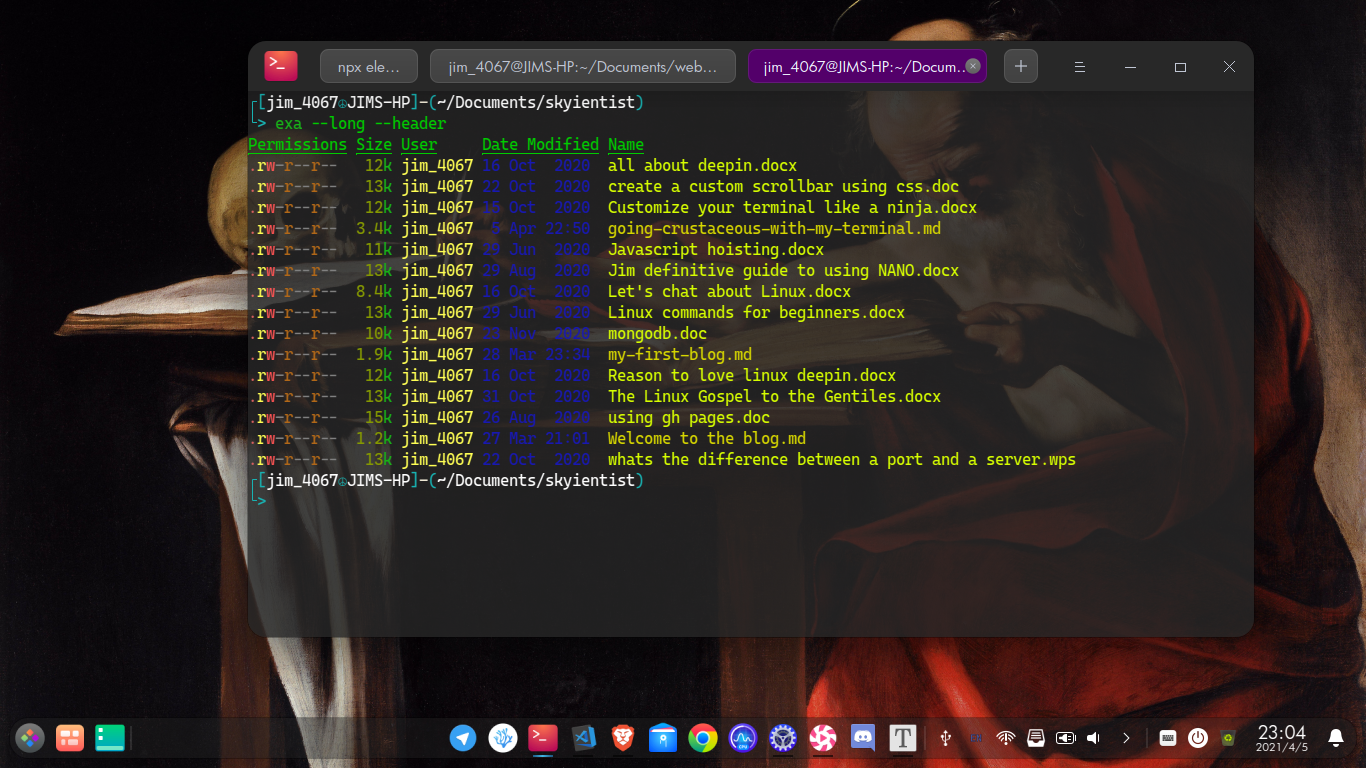 npx ele...
jim_4067@JIMS-HP:~/Documents/web...
jim_4067@JIMS-HP:~/Docum...
┌[jim_4067☮JIMS-HP]-(~/Documents/skyientist)
└> exa --long --header
Permissions Size User Date Modified Name
.rw-r--r-- 12k jim_4067 16 Oct 2020 all about deepin.docx
.rw-r--r-- 13k jim_4067 22 Oct 2020 create a custom scrollbar using css.doc
.rw-r--r-- 12k jim_4067 Oct 2020 Customize your terminal like a ninja.docx
.rw-r--r-- 3.4k jim_4067 Apr 22:50 going-crustaceous-with-my-terminal.md
.rw-r--r-- 11k jim_4067 29 Jun 2020 Javascript hoisting.docx
.rw-r--r-- 13k jim_4067 29 Aug 2020 Jim definitive guide to using NANO.docx
.rw-r--r-- 8.4k jim_4067 16 Oct 2020 Let's chat about Linux.docx
.rw-r--r-- 13k jim_4067 29 Jun 2020 Linux commands for beginners.docx
.rw-r--r-- 10k jim_4067 Nov 2020 mongodb.doc
.rw-r--r-- 1.9k jim_4067 28 Mar 23:34 my-first-blog.md
.rw-r--r-- 12k jim_4067 16 Oct 2020 Reason to love linux deepin.docx
.rw-r--r-- 13k jim_4067 31 Oct 2020 The Linux Gospel to the Gentiles.docx
.rw-r--r-- 15k jim_4067 26 Aug 2020 using gh pages.doc
.rw-r--r-- 1.2k jim_4067 27 Mar 21:01 Welcome to the blog.md
.rw-r--r-- 13k jim_4067 22 Oct 2020 whats the difference between a port and a server.wps
┌[jim_4067☮JIMS-HP]-(~/Documents/skyientist)
└>
T
23:04
2021/4/5